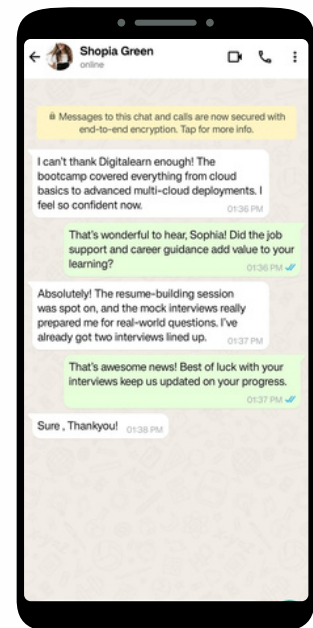 Shopia Green
online
Messages to this chat and calls are now secured with
end-to-end encryption. Tap for more info.
I can't thank Digitalearn enough! The
bootcamp covered everything from cloud
basics to advanced multi-cloud deployments. I
feel so confident now.
01:36 PM
That's wonderful to hear, Sophia! Did the job
support and career guidance add value to your
learning?
01:36 PM
Absolutely! The resume-building session
was spot on, and the mock interviews really
prepared me for real-world questions. I've
already got two interviews lined up.
01:37 PM
That's awesome news! Best of luck with your
interviews keep us updated on your progress.
01:37 PM
Sure , Thankyou!
01:38 PM